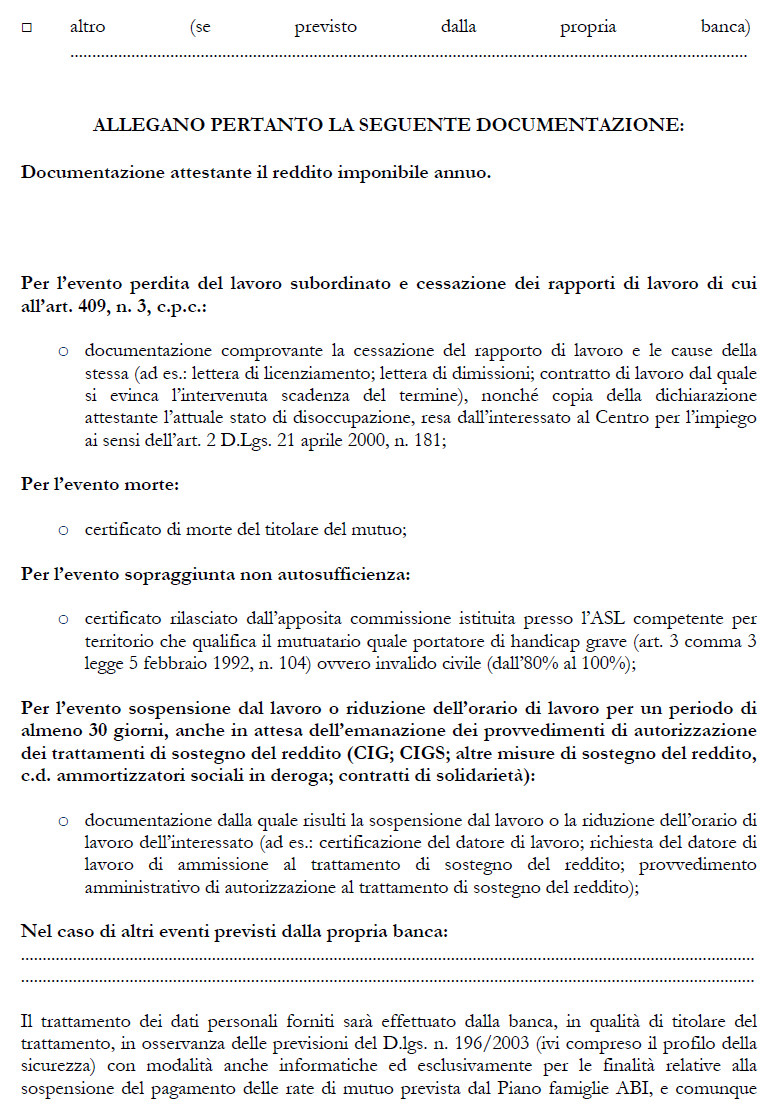 □ altro (se previsto dalla propria banca)
................................................................................................................................................................
ALLEGANO PERTANTO LA SEGUENTE DOCUMENTAZIONE:
Documentazione attestante il reddito imponibile annuo.
Per l’evento perdita del lavoro subordinato e cessazione dei rapporti di lavoro di cui
all’art. 409, n. 3, c.p.c.:
○ documentazione comprovante la cessazione del rapporto di lavoro e le cause della
stessa (ad es.: lettera di licenziamento; lettera di dimissioni; contratto di lavoro dal quale
si evinca l’intervenuta scadenza del termine), nonché copia della dichiarazione
attestante l’attuale stato di disoccupazione, resa dall’interessato al Centro per l’impiego
ai sensi dell’art. 2 D.Lgs. 21 aprile 2000, n. 181;
Per l’evento morte:
○ certificato di morte del titolare del mutuo;
Per l’evento sopraggiunta non autosufficienza:
○ certificato rilasciato dall’apposita commissione istituita presso l’ASL competente per
territorio che qualifica il mutuatario quale portatore di handicap grave (art. 3 comma 3
legge 5 febbraio 1992, n. 104) ovvero invalido civile (dall’80% al 100%);
Per l’evento sospensione dal lavoro o riduzione dell’orario di lavoro per un periodo di
almeno 30 giorni, anche in attesa dell’emanazione dei provvedimenti di autorizzazione
dei trattamenti di sostegno del reddito (CIG; CIGS; altre misure di sostegno del reddito,
c.d. ammortizzatori sociali in deroga; contratti di solidarietà):
○ documentazione dalla quale risulti la sospensione dal lavoro o la riduzione dell’orario di
lavoro dell’interessato (ad es.: certificazione del datore di lavoro; richiesta del datore di
lavoro di ammissione al trattamento di sostegno del reddito; provvedimento
amministrativo di autorizzazione al trattamento di sostegno del reddito);
Nel caso di altri eventi previsti dalla propria banca:
................................................................................................................................................................
................................................................................................................................................................
Il trattamento dei dati personali forniti sarà effettuato dalla banca, in qualità di titolare del
trattamento, in osservanza delle previsioni del D.lgs. n. 196/2003 (ivi compreso il profilo della
sicurezza) con modalità anche informatiche ed esclusivamente per le finalità relative alla
sospensione del pagamento delle rate di mutuo prevista dal Piano famiglie ABI, e comunque